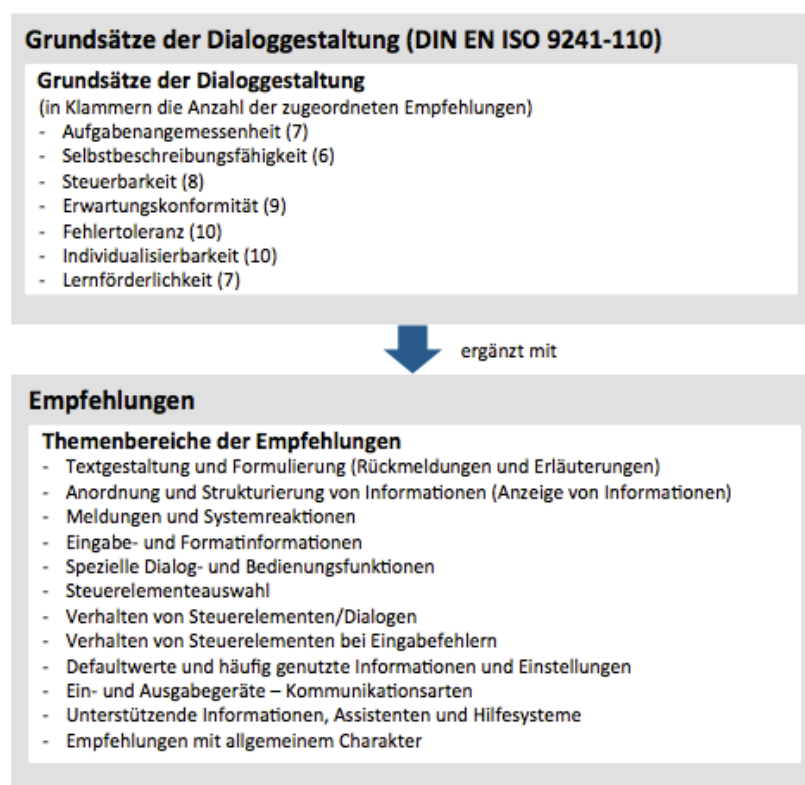 Grundsätze der Dialoggestaltung (DIN EN ISO 9241-110)
Grundsätze der Dialoggestaltung
(in Klammern die Anzahl der zugeordneten Empfehlungen)
- Aufgabenangemessenheit (7)
- Selbstbeschreibungsfähigkeit (6)
- Steuerbarkeit (8)
- Erwartungskonformität (9)
- Fehlertoleranz (10)
- Individualisierbarkeit (10)
- Lernförderlichkeit (7)
ergänzt mit
Empfehlungen
Themenbereiche der Empfehlungen
- Textgestaltung und Formulierung (Rückmeldungen und Erläuterungen)
- Anordnung und Strukturierung von Informationen (Anzeige von Informationen)
- Meldungen und Systemreaktionen
- Eingabe- und Formatinformationen
- Spezielle Dialog- und Bedienungsfunktionen
- Steuerelementeauswahl
- Verhalten von Steuerelementen/Dialogen
- Verhalten von Steuerelementen bei Eingabefehlern
- Defaultwerte und häufig genutzte Informationen und Einstellungen
- Ein- und Ausgabegeräte – Kommunikationsarten
- Unterstützende Informationen, Assistenten und Hilfesysteme
- Empfehlungen mit allgemeinem Charakter